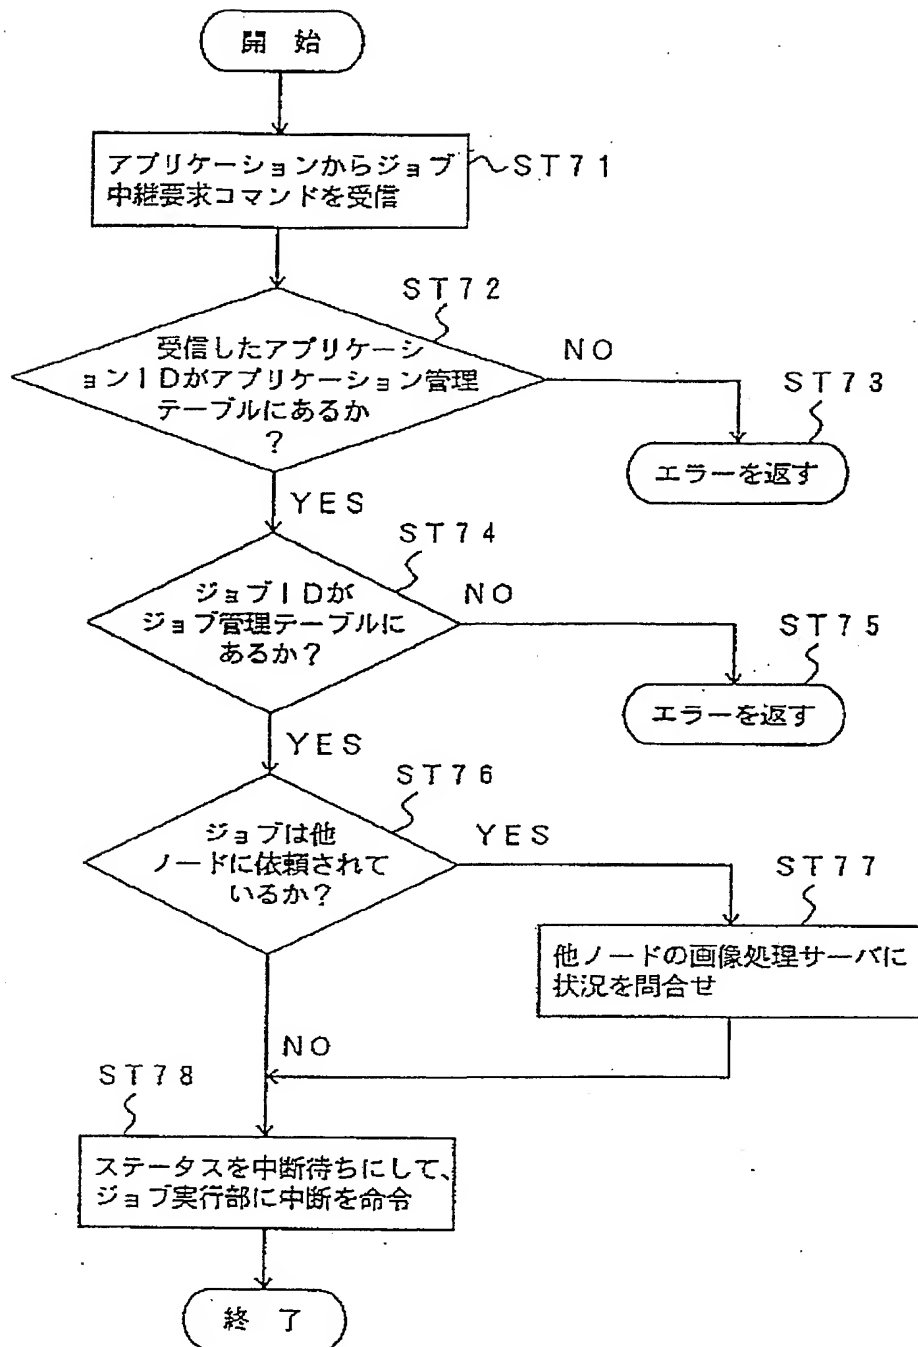 開 始
アプリケーションからジョブ
中継要求コマンドを受信
ST71
ST72
受信したアプリケーシ
ョンIDがアプリケーション管理
テーブルにあるか
?
NO
ST73
エラーを返す
YES
ST74
ジョブIDが
ジョブ管理テーブルに
あるか?
NO
ST75
エラーを返す
YES
ST76
ジョブは他
ノードに依頼されて
いるか?
YES
ST77
他ノードの画像処理サーバに
状況を問合せ
NO
ST78
ステータスを中断待ちにして、
ジョブ実行部に中断を命令
終 了